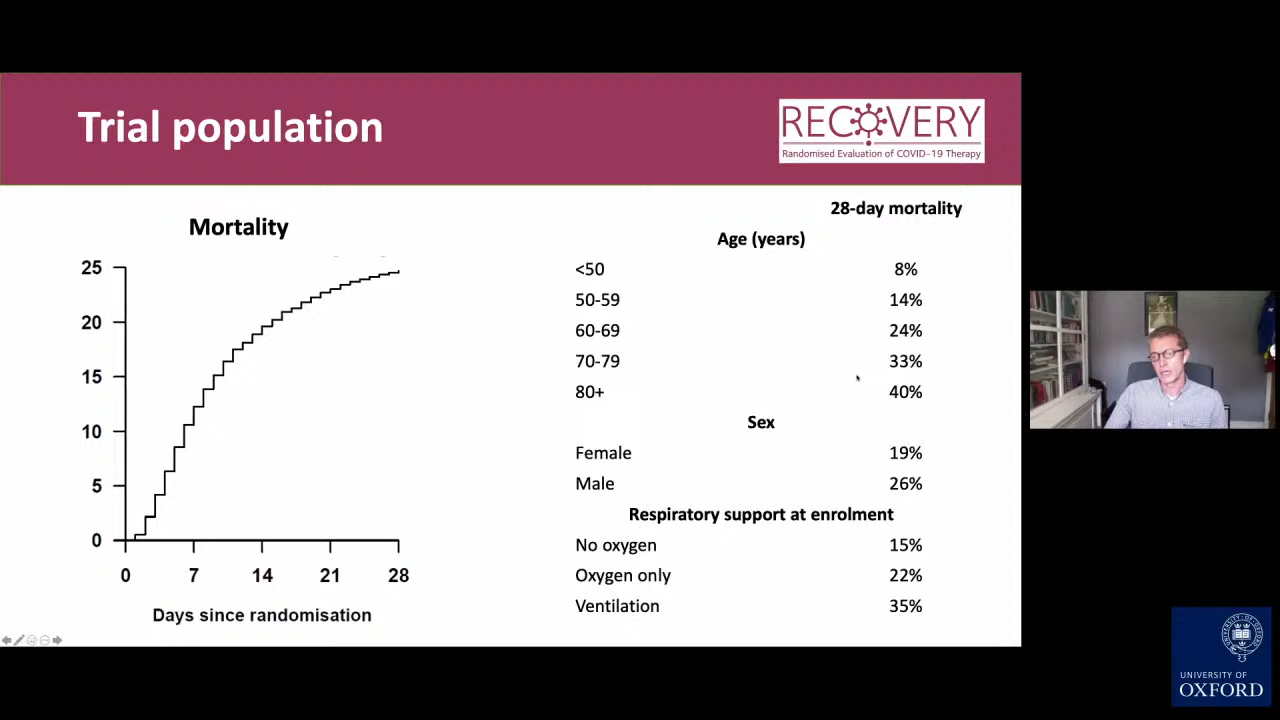 Trial population
RECOVERY
Randomised Evaluation of COVID-19 Therapy
Mortality
25
20
15
10
5
0
0 7 14 21 28
Days since randomisation
28-day mortality
Age (years)
<50 8%
50-59 14%
60-69 24%
70-79 33%
80+ 40%
Sex
Female 19%
Male 26%
Respiratory support at enrolment
No oxygen 15%
Oxygen only 22%
Ventilation 35%
UNIVERSITY OF
OXFORD